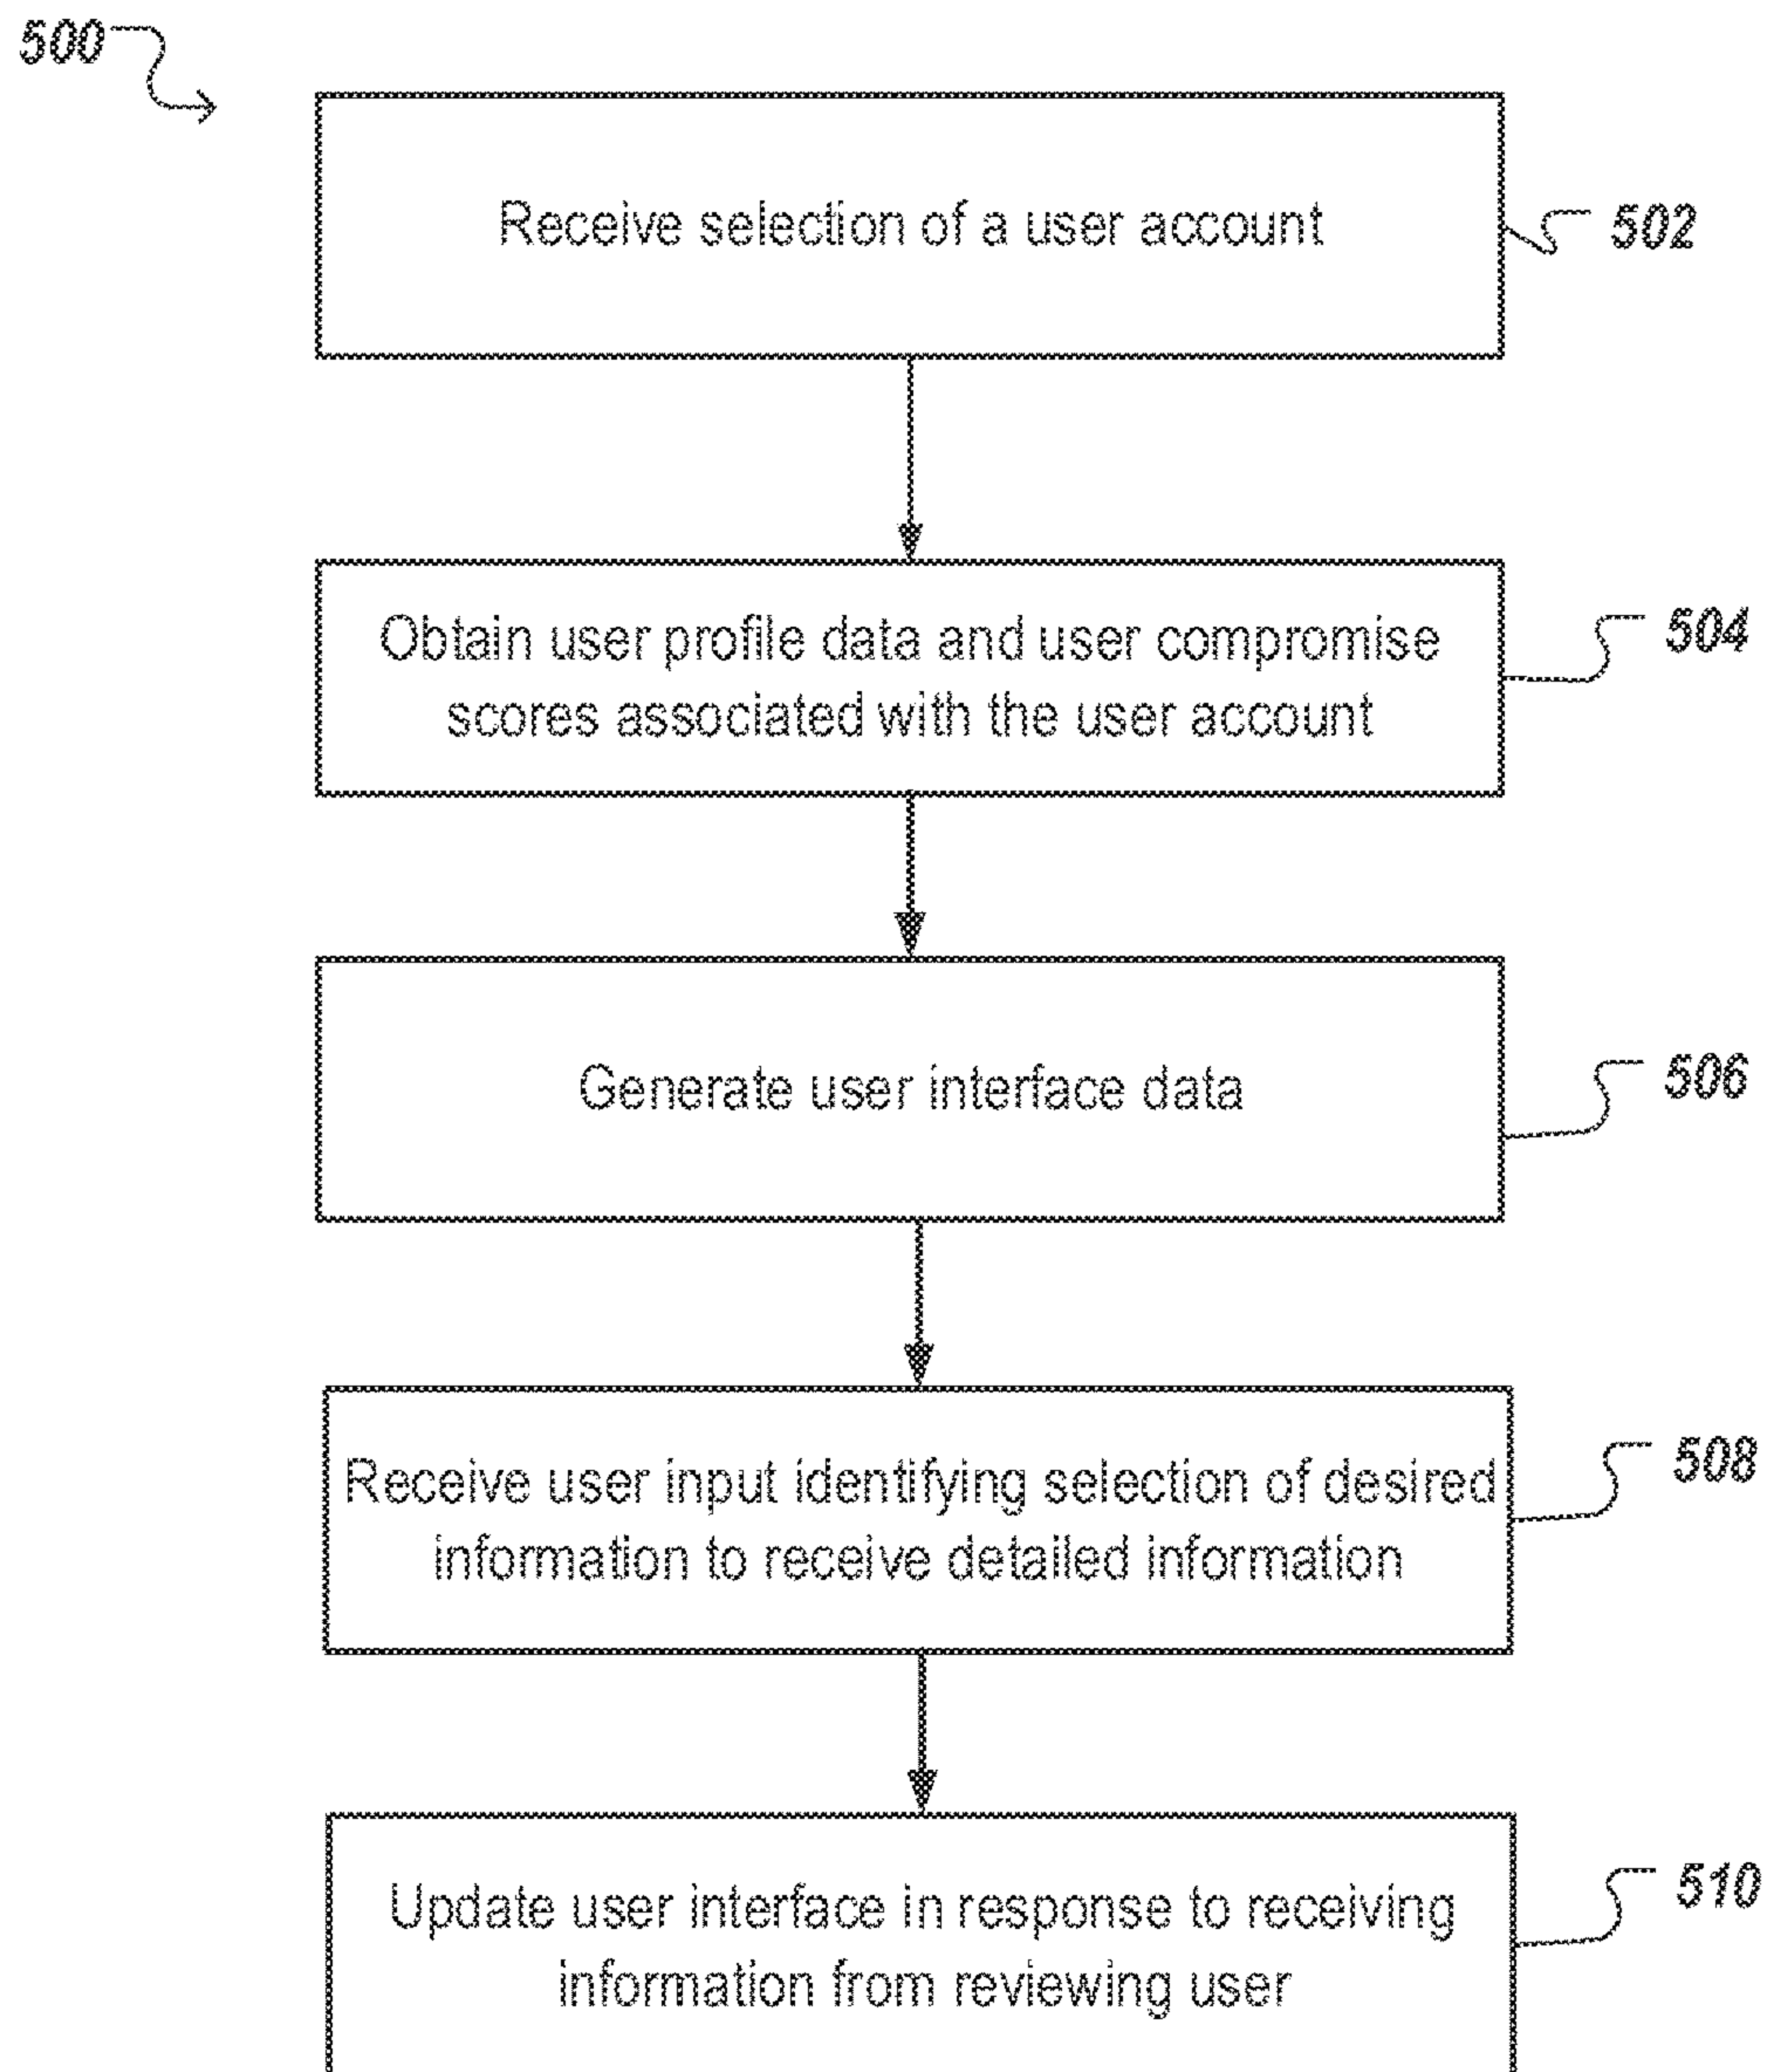 500
Receive selection of a user account
502
Obtain user profile data and user compromise
scores associated with the user account
504
Generate user interface data
506
Receive user input identifying selection of desired
information to receive detailed information
508
Update user interface in response to receiving
information from reviewing user
510